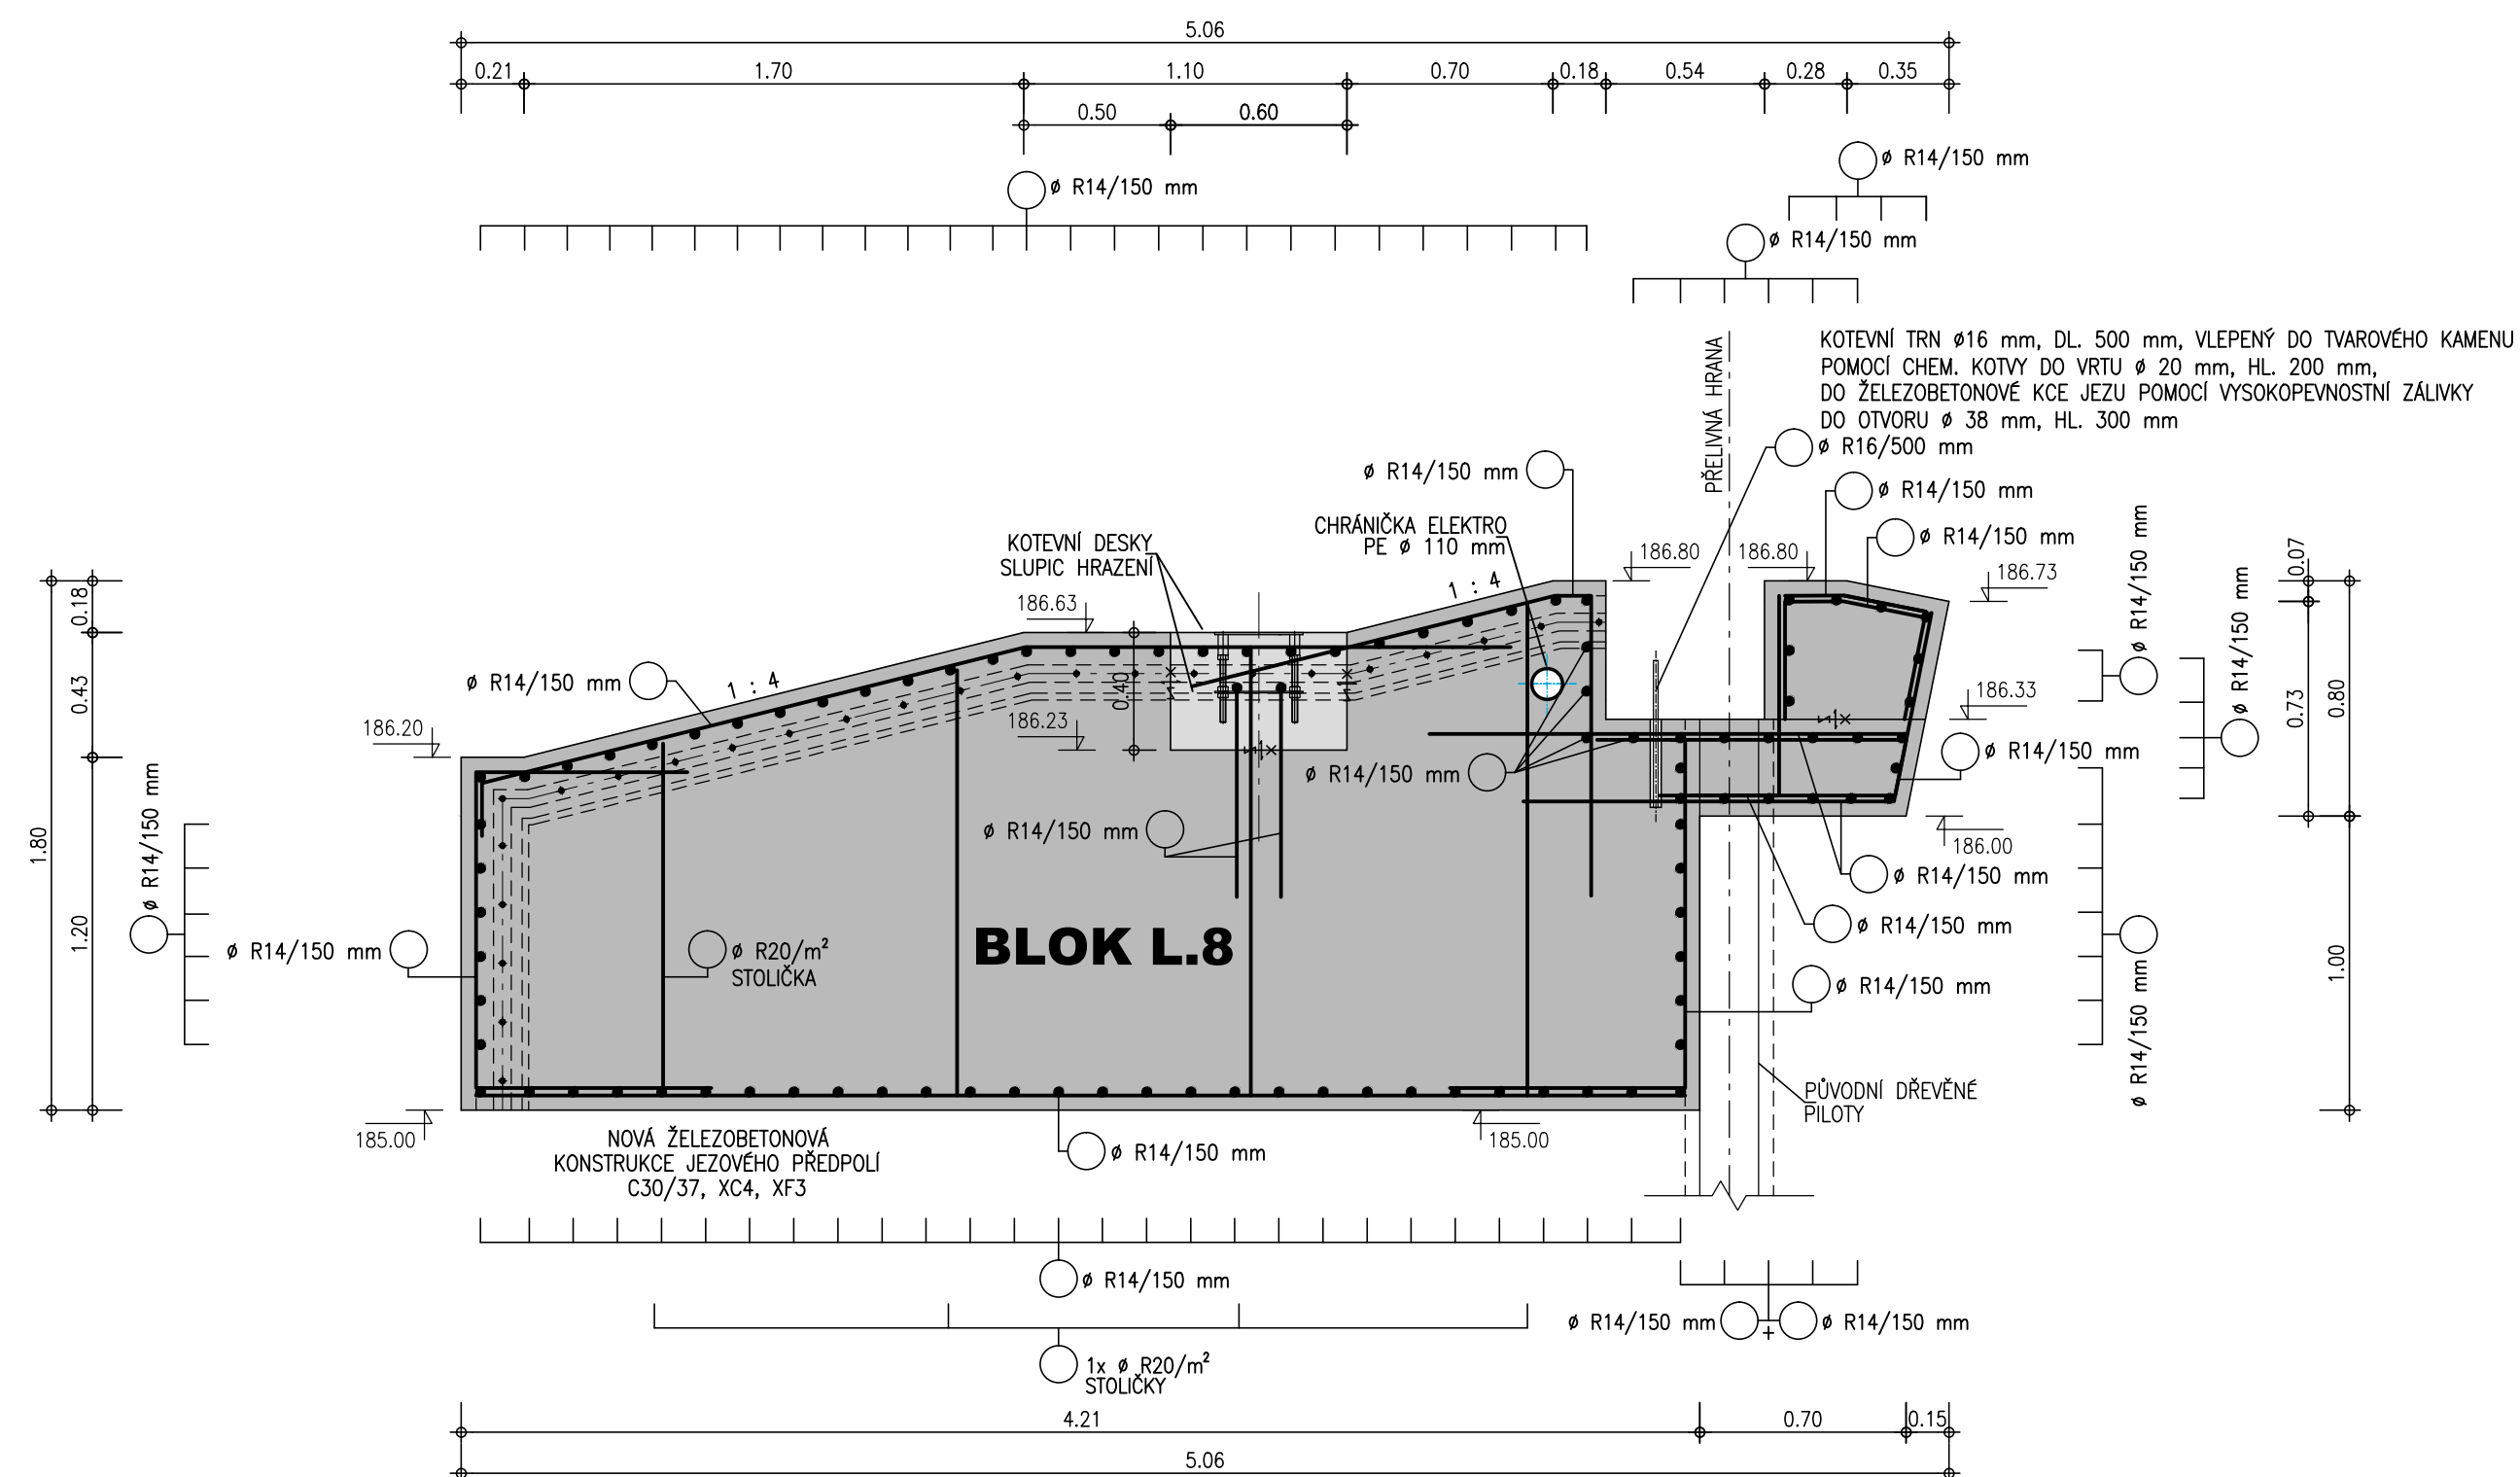 5.06
0.21 1.70 1.10 0.70 0.18 0.54 0.28 0.35
0.50 0.60
ø R14/150 mm
ø R14/150 mm
ø R14/150 mm
PŘELIVNÁ HRANA
KOTEVNÍ TRN ø16 mm, DL. 500 mm, VLEPENÝ DO TVAROVÉHO KAMENU
POMOCÍ CHEM. KOTVY DO VRTU ø 20 mm, HL. 200 mm,
DO ŽELEZOBETONOVÉ KCE JEZU POMOCÍ VYSOKOPEVNOSTNÍ ZÁLIVKY
DO OTVORU ø 38 mm, HL. 300 mm
ø R16/500 mm
ø R14/150 mm
ø R14/150 mm
ø R14/150 mm
CHRÁNIČKA ELEKTRO
PE ø 110 mm
KOTEVNÍ DESKY
SLUPIC HRAZENÍ
186.80
186.80
186.73
186.63
1 : 4
1 : 4
ø R14/150 mm
0.40
186.20
186.23
186.33
ø R14/150 mm
ø R14/150 mm
ø R14/150 mm
186.00
ø R14/150 mm
ø R14/150 mm
ø R14/150 mm
ø R14/150 mm
ø R20/m²
STOLIČKA
BLOK L.8
PŮVODNÍ DŘEVĚNÉ
PILOTY
185.00
185.00
NOVÁ ŽELEZOBETONOVÁ
KONSTRUKCE JEZOVÉHO PŘEDPOLÍ
C30/37, XC4, XF3
ø R14/150 mm
ø R14/150 mm
ø R14/150 mm + ø R14/150 mm
1x ø R20/m²
STOLIČKY
1.80
0.18
0.43
1.20
ø R14/150 mm
ø R14/150 mm
ø R14/150 mm
ø R14/150 mm
0.07
0.73
0.80
1.00
4.21 0.70 0.15
5.06